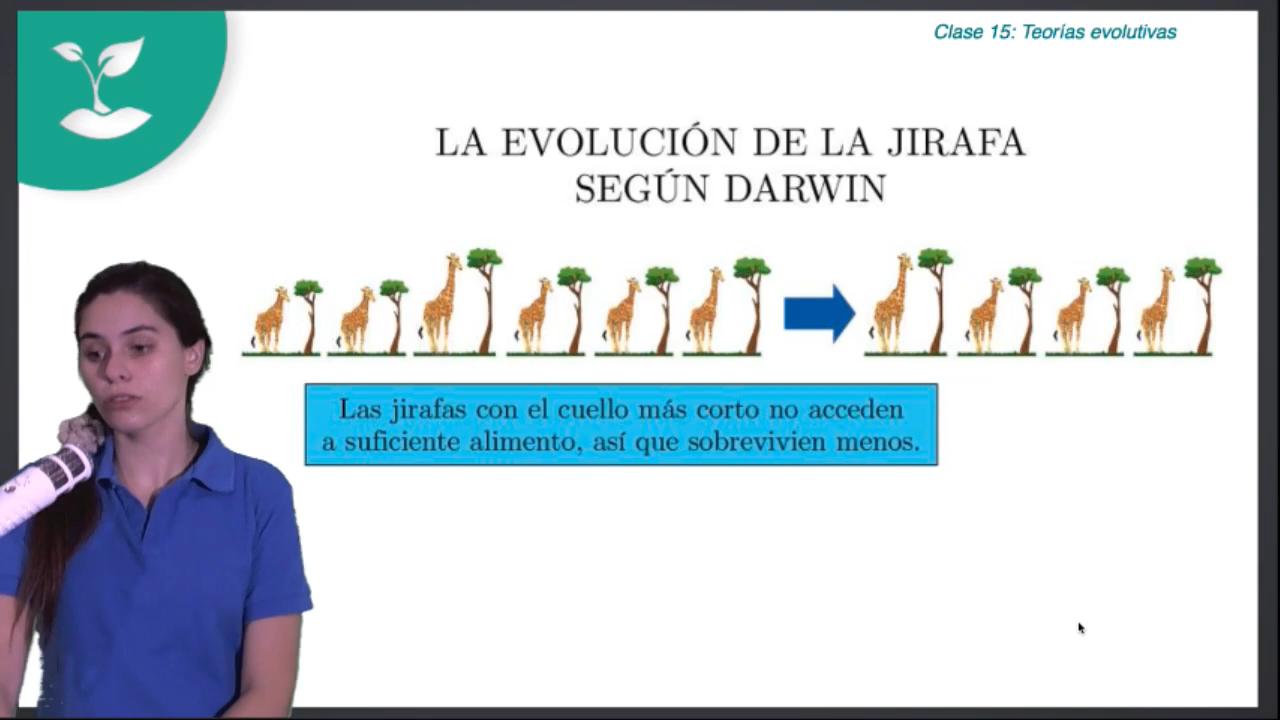 Clase 15: Teorías evolutivas
LA EVOLUCIÓN DE LA JIRAFA
SEGÚN DARWIN
Las jirafas con el cuello más corto no acceden
a suficiente alimento, así que sobrevivien menos.